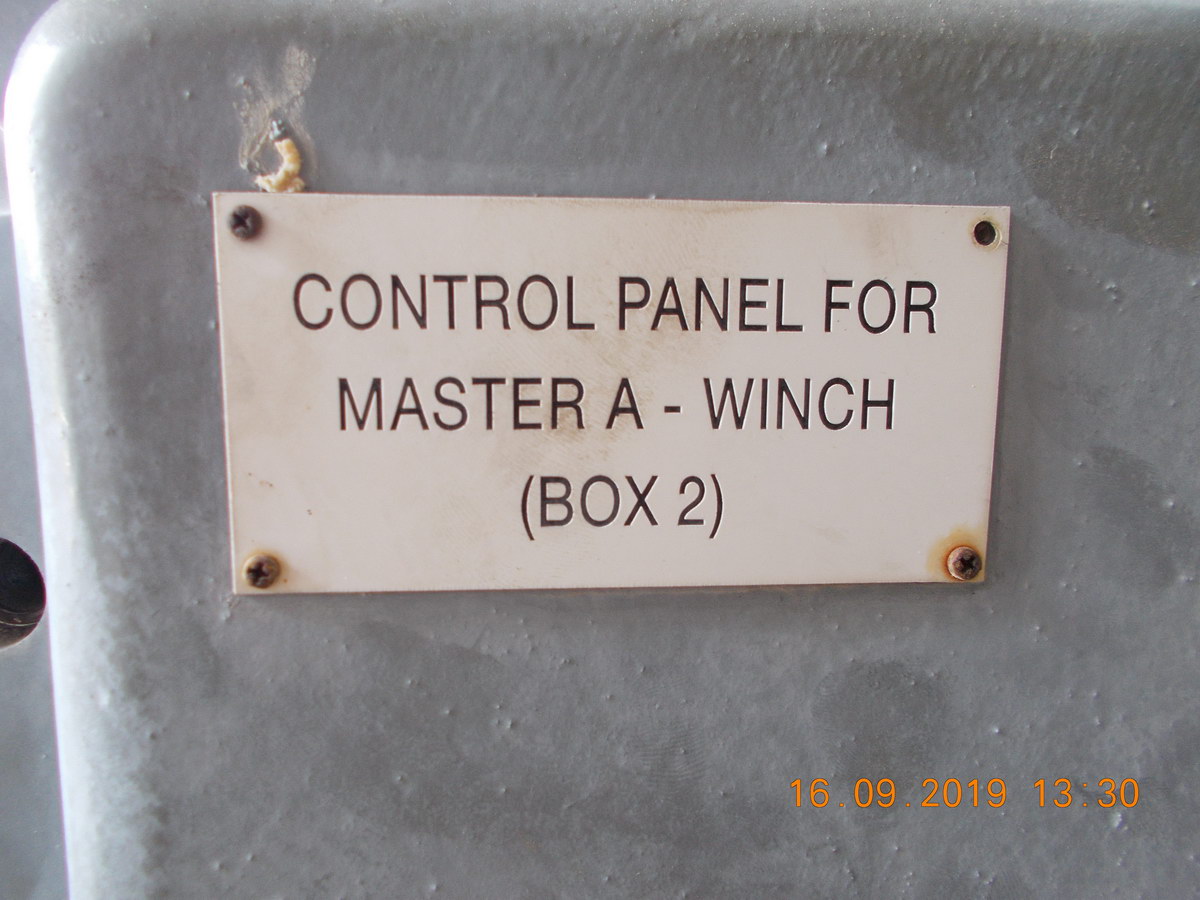 CONTROL PANEL FOR
MASTER A - WINCH
(BOX 2)
16.09.2019 13:30